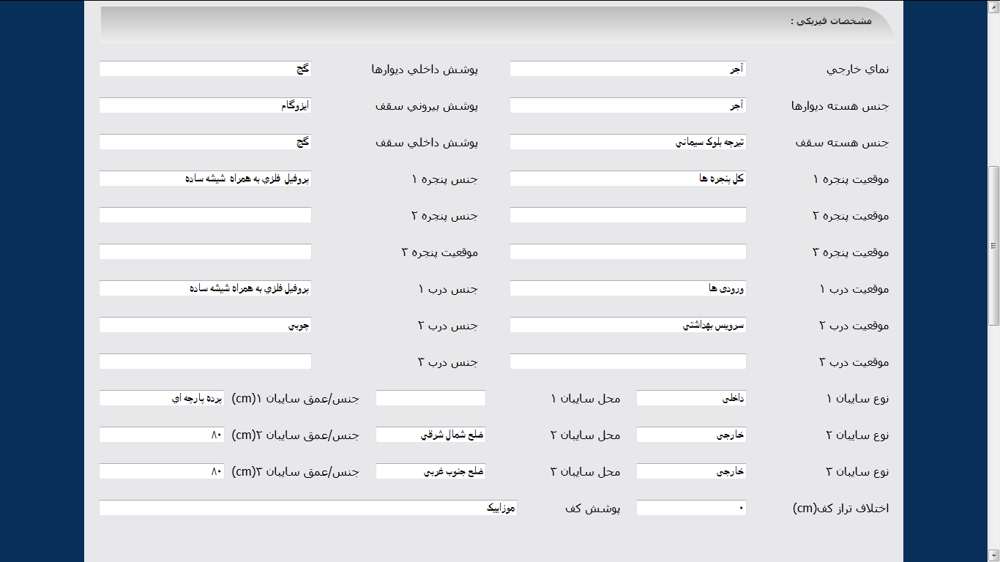 مشخصات فیزیکی :
نماي خارجي آجر پوشش داخلي ديوارها گچ
جنس هسته ديوارها آجر پوشش بيروني سقف ايزوگام
جنس هسته سقف تيرچه بلوک سيماني پوشش داخلي سقف گچ
موقعيت پنجره ۱ کل پنجره ها جنس پنجره ۱ پروفيل فلزي به همراه شيشه ساده
موقعيت پنجره ۲ جنس پنجره ۲
موقعيت پنجره ۳ موقعيت پنجره ۳
موقعيت درب ۱ ورودی ها جنس درب ۱ پروفيل فلزي به همراه شيشه ساده
موقعيت درب ۲ سرويس بهداشتي جنس درب ۲ چوبي
موقعيت درب ۳ جنس درب ۳
نوع سايبان ۱ داخلی محل سايبان ۱ جنس/عمق سايبان ۱(cm) پرده پارچه اي
نوع سايبان ۲ خارجی محل سايبان ۲ ضلع شمال شرقي جنس/عمق سايبان ۲(cm) ۸۰
نوع سايبان ۳ خارجی محل سايبان ۳ ضلع جنوب غربي جنس/عمق سايبان ۳(cm) ۸۰
اختلاف تراز کف(cm) ۰ پوشش کف موزاييک